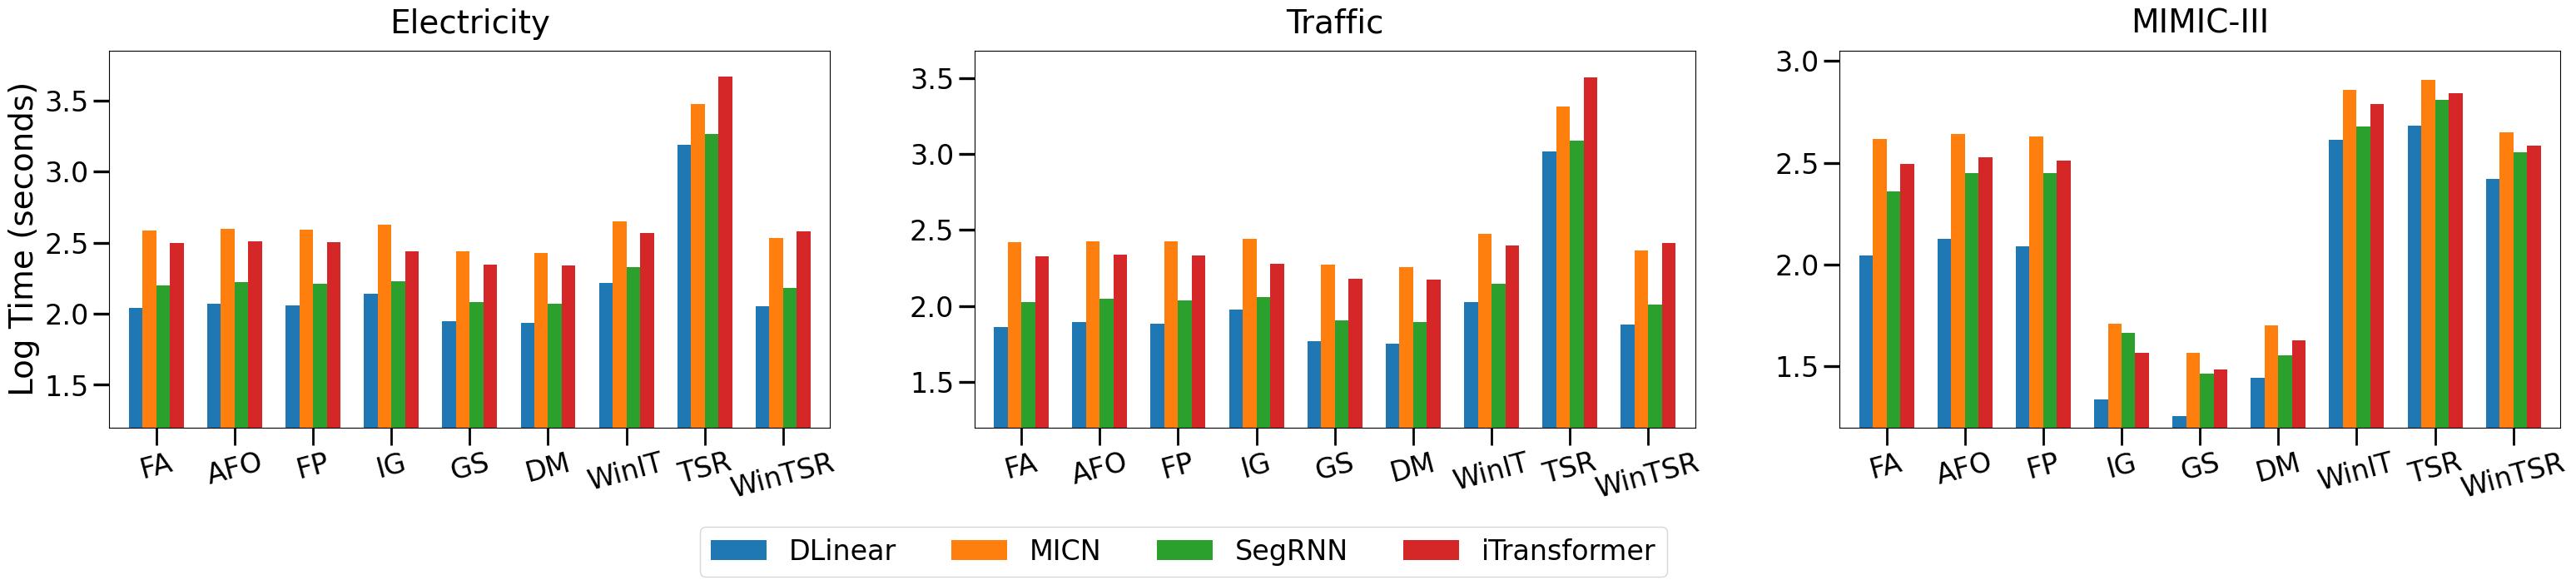 Electricity
Traffic
MIMIC-III
Log Time (seconds)
3.5
3.0
2.5
2.0
1.5
FA AFO FP IG GS DM WinIT TSR WinTSR
3.5
3.0
2.5
2.0
1.5
FA AFO FP IG GS DM WinIT TSR WinTSR
3.0
2.5
2.0
1.5
FA AFO FP IG GS DM WinIT TSR WinTSR
DLinear MICN SegRNN iTransformer